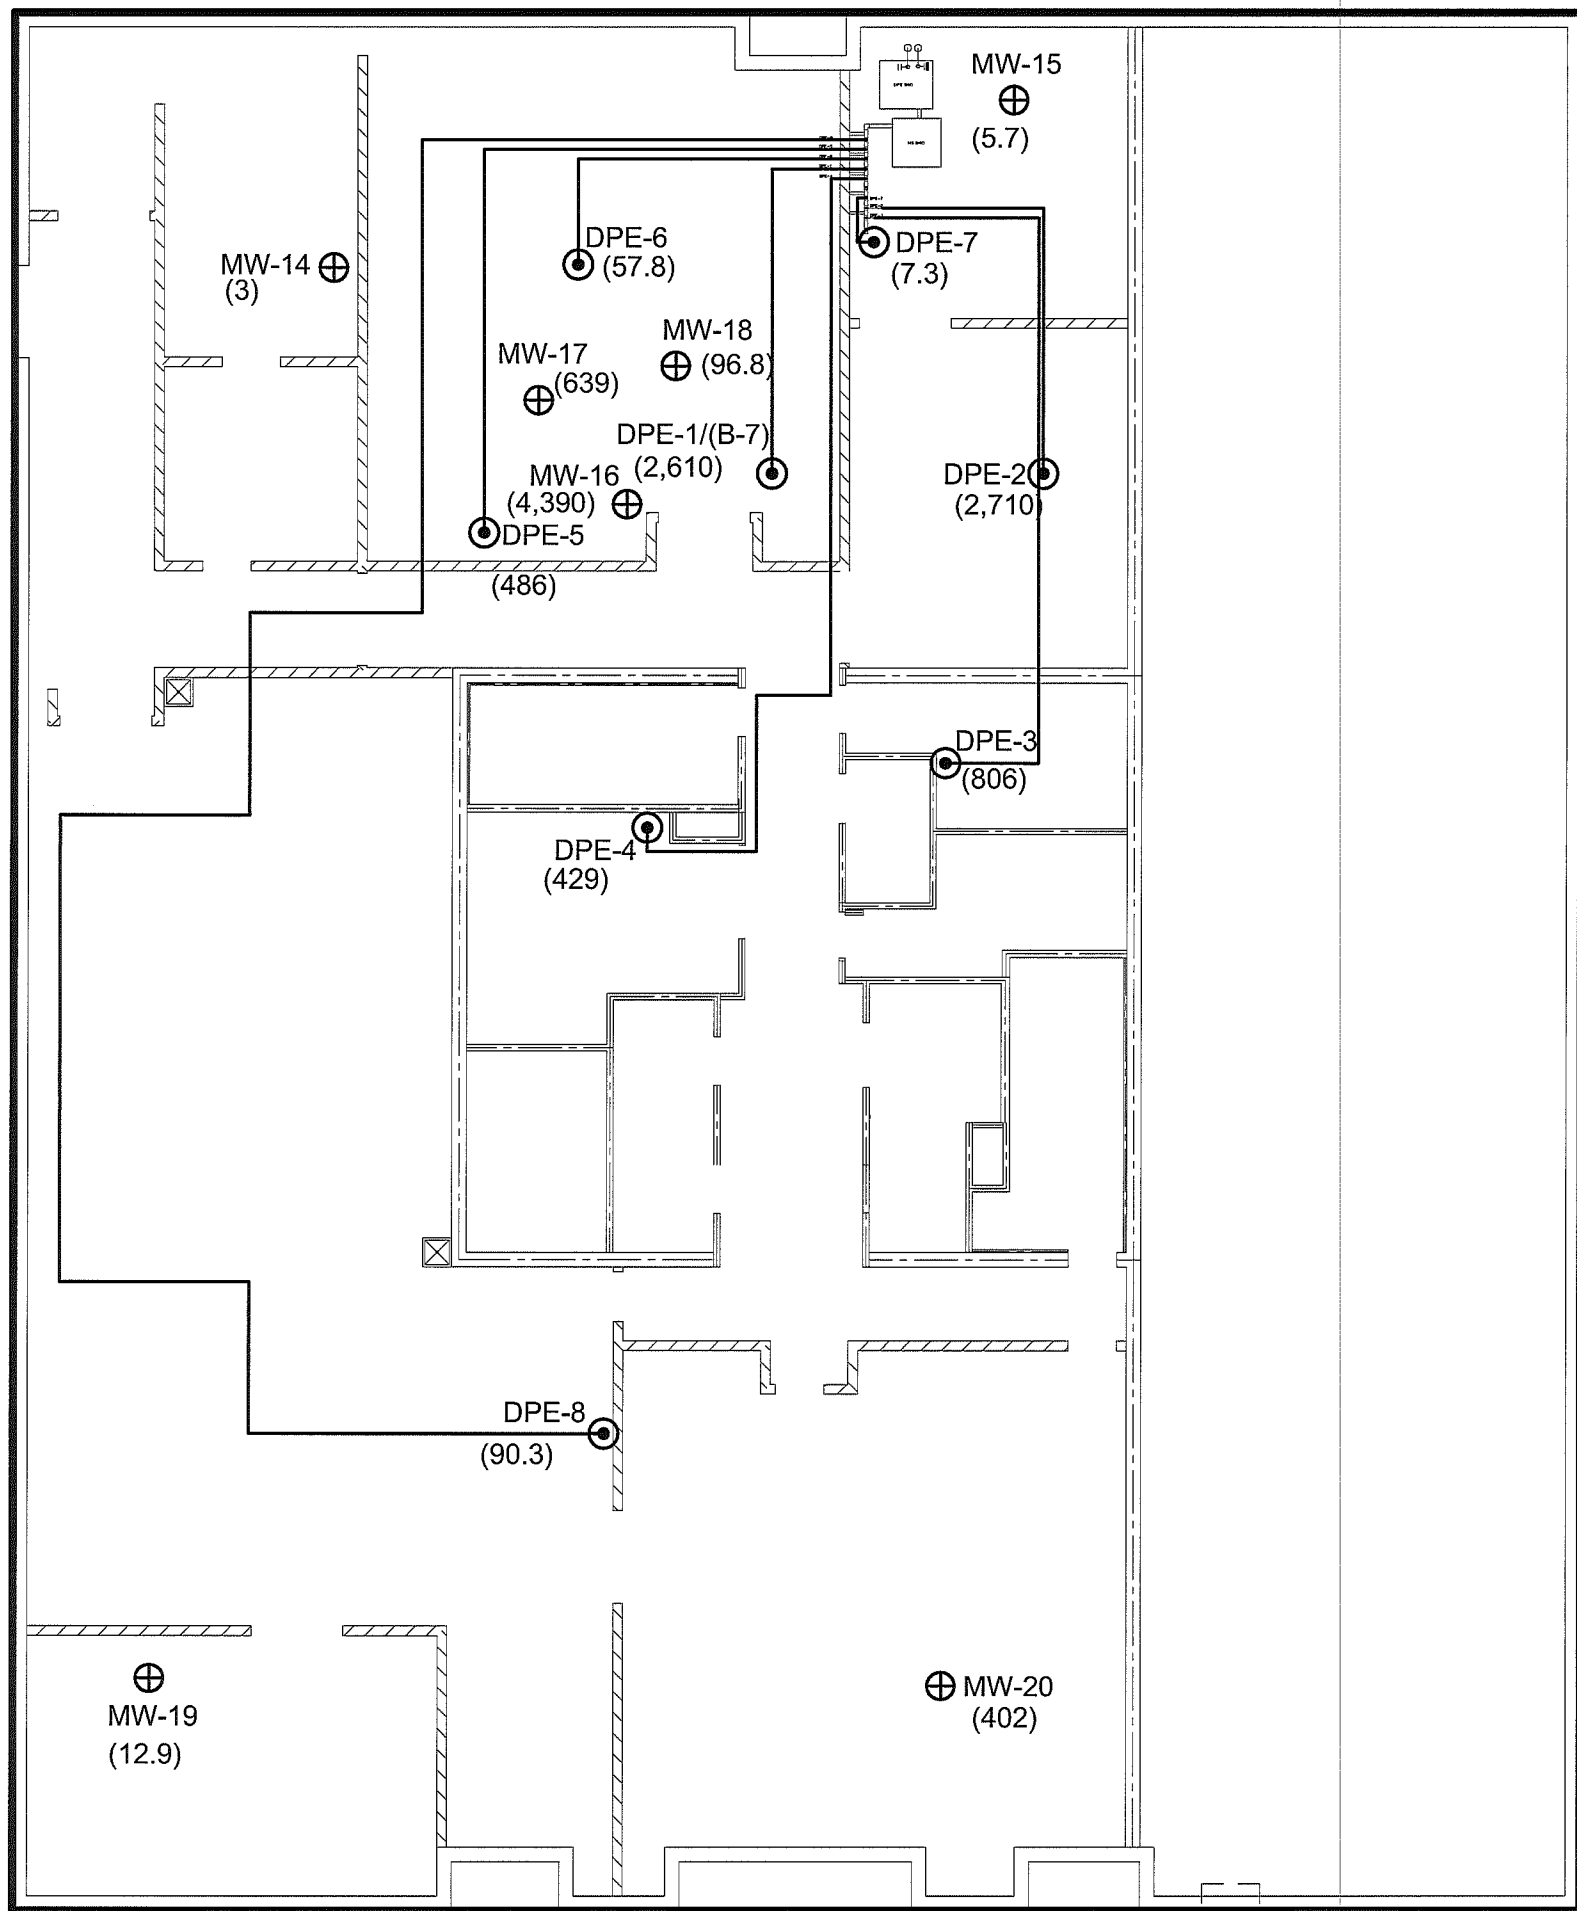 MW-15
(5.7)
DPE-6
(57.8)
DPE-7
(7.3)
MW-14
(3)
MW-18
(96.8)
MW-17
(639)
DPE-1/(B-7)
(2,610)
MW-16
(4,390)
DPE-2
(2,710)
DPE-5
(486)
DPE-3
(806)
DPE-4
(429)
DPE-8
(90.3)
MW-19
(12.9)
MW-20
(402)